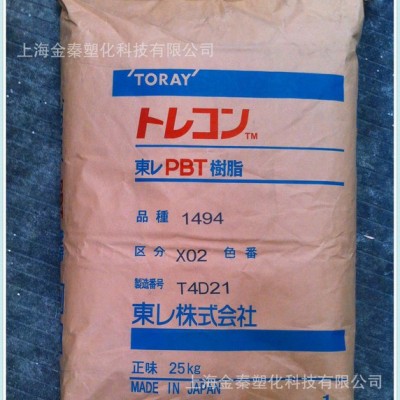 上海金秦塑化科技有限公司
TORAY
トレコン™
東レPBT樹脂
品種 1494
区分 X02 色番
製造番号 T4D21
東レ株式会社
正味 25kg
MADE IN JAPAN
上海金秦塑化科技有限公司
1